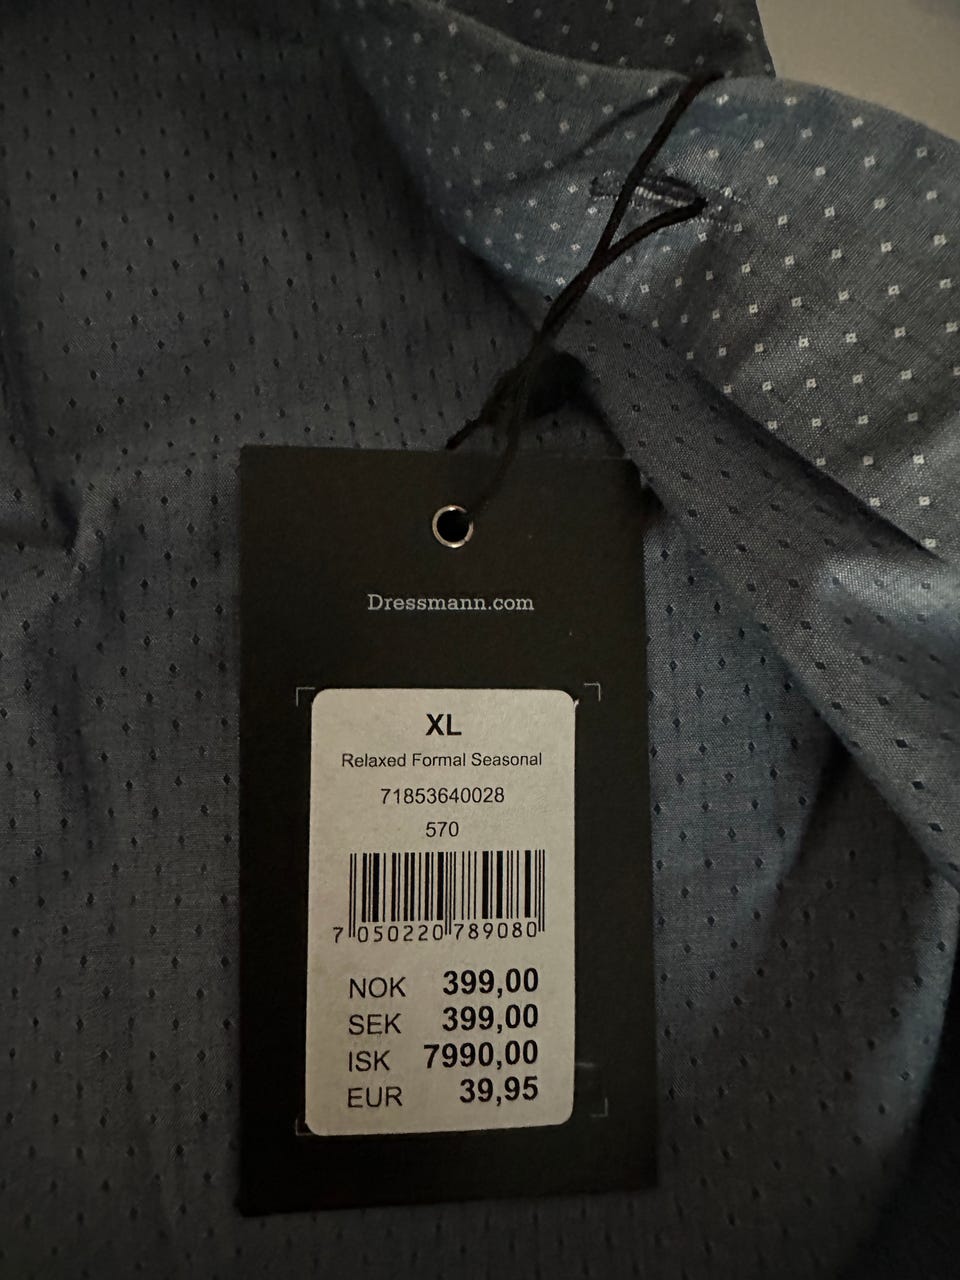 Dressmann.com
XL
Relaxed Formal Seasonal
71853640028
570
7 050220 789080
NOK 399,00
SEK 399,00
ISK 7990,00
EUR 39,95